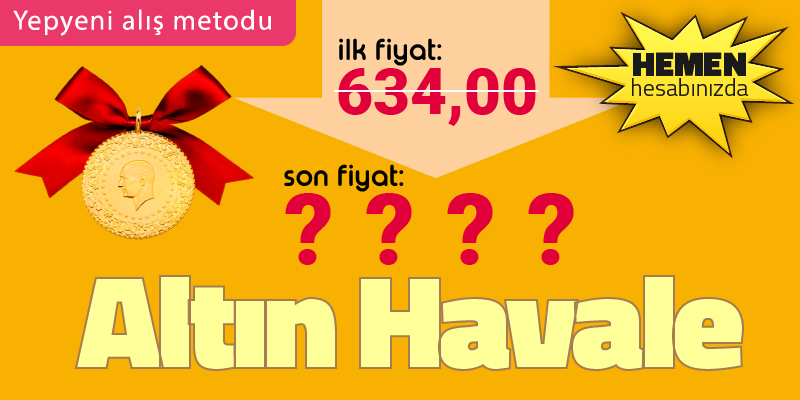 Yepyeni alış metodu
ilk fiyat:
634,00
HEMEN
hesabınızda
son fiyat:
? ? ? ?
Altın Havale